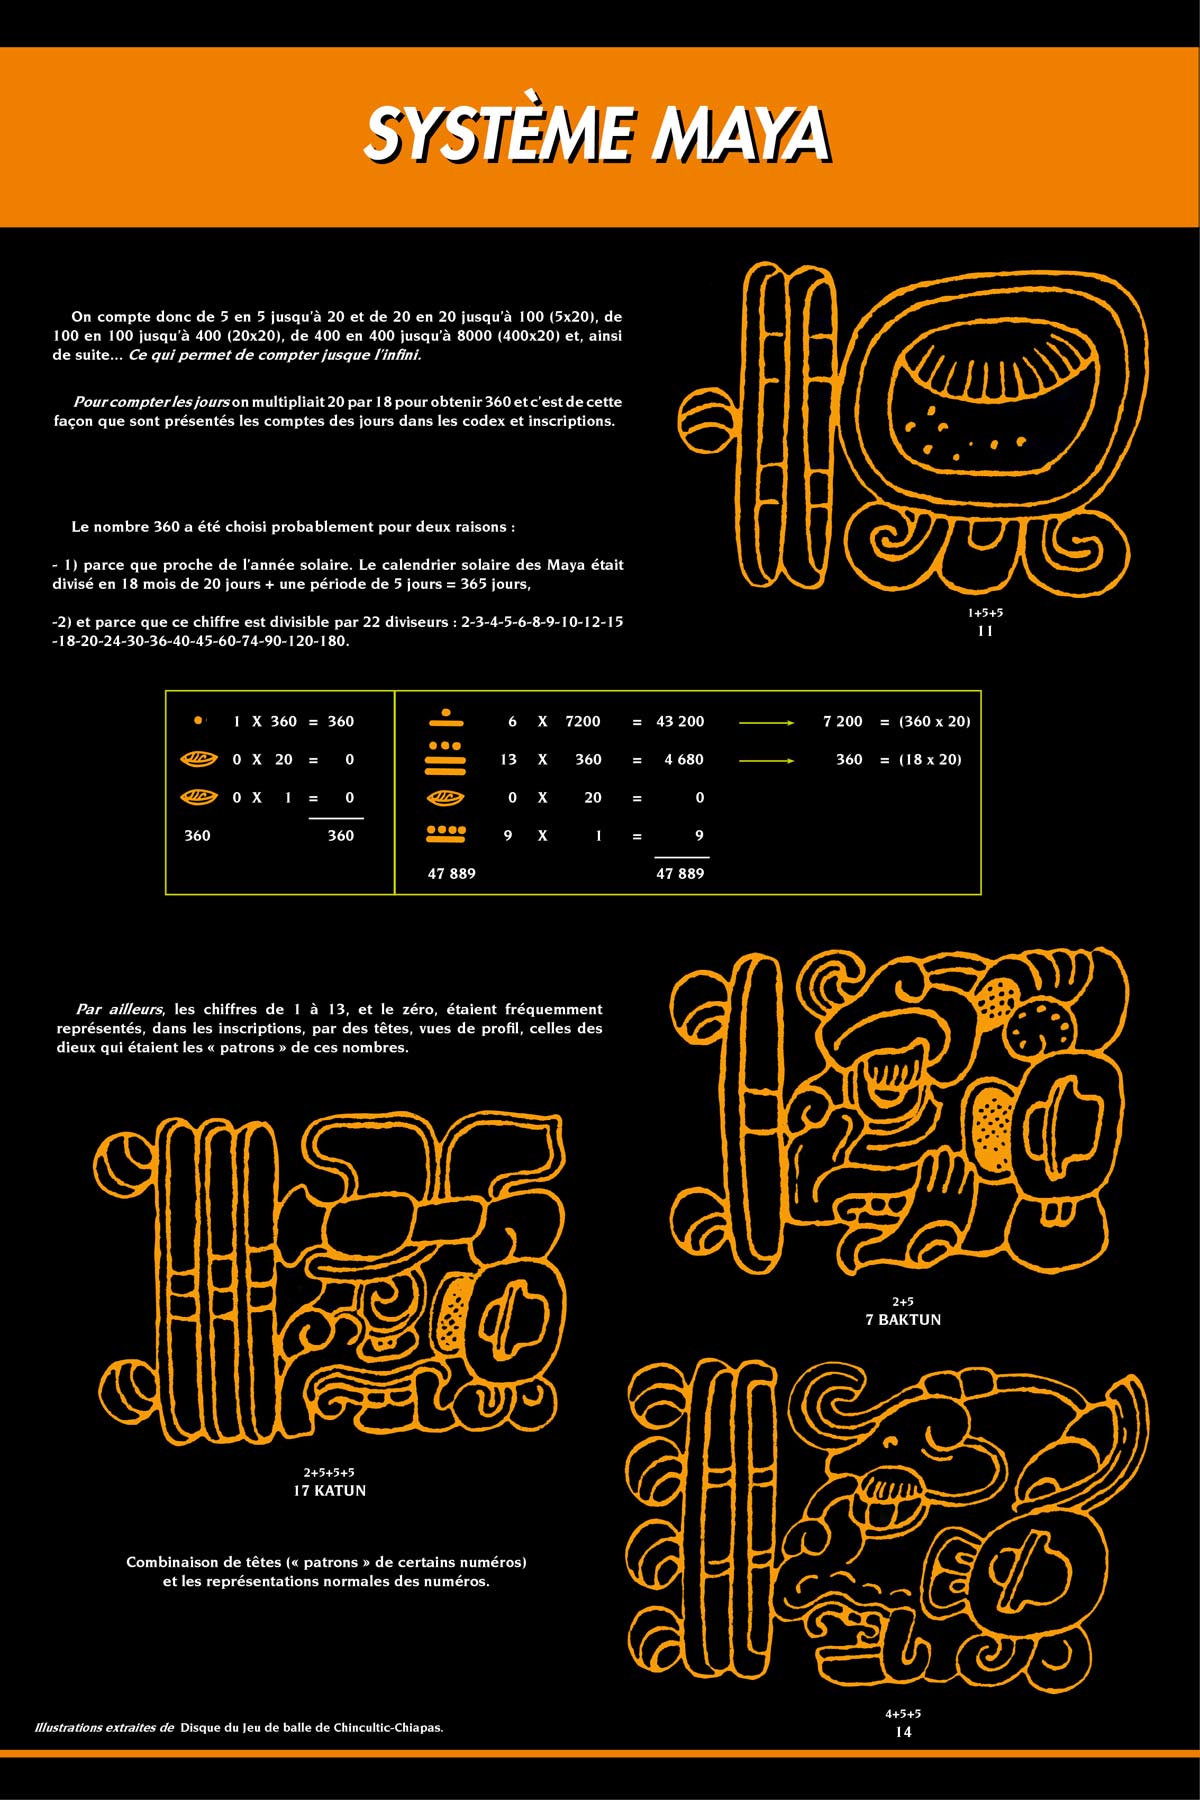 SYSTÈME MAYA
On compte donc de 5 en 5 jusqu'à 20 et de 20 en 20 jusqu'à 100 (5x20), de
100 en 100 jusqu'à 400 (20x20), de 400 en 400 jusqu'à 8000 (400x20) et, ainsi
de suite... Ce qui permet de compter jusque l'infini.
Pour compter les jours on multipliait 20 par 18 pour obtenir 360 et c'est de cette
façon que sont présentés les comptes des jours dans les codex et inscriptions.
Le nombre 360 a été choisi probablement pour deux raisons :
- 1) parce que proche de l'année solaire. Le calendrier solaire des Maya était
divisé en 18 mois de 20 jours + une période de 5 jours = 365 jours,
-2) et parce que ce chiffre est divisible par 22 diviseurs : 2-3-4-5-6-8-9-10-12-15
-18-20-24-30-36-40-45-60-74-90-120-180.
1+5+5
11
1 X 360 = 360
0 X 20 = 0
0 X 1 = 0
360 360
6 X 7200 = 43 200 7 200 = (360 x 20)
13 X 360 = 4 680 360 = (18 x 20)
0 X 20 = 0
9 X 1 = 9
47 889 47 889
Par ailleurs, les chiffres de 1 à 13, et le zéro, étaient fréquemment
représentés, dans les inscriptions, par des têtes, vues de profil, celles des
dieux qui étaient les « patrons » de ces nombres.
2+5
7 BAKTUN
2+5+5+5
17 KATUN
Combinaison de têtes (« patrons » de certains numéros)
et les représentations normales des numéros.
4+5+5
14
Illustrations extraites de Disque du Jeu de balle de Chincultic-Chiapas.